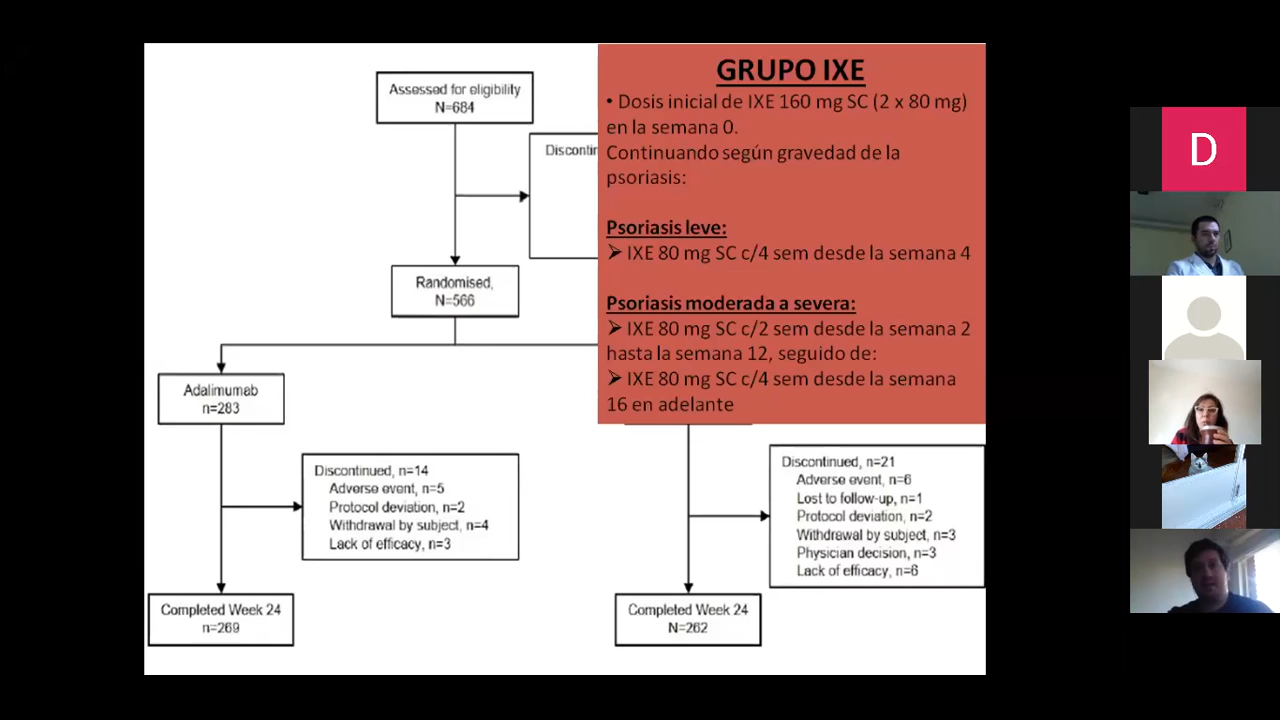 Assessed for eligibility
N=684
Randomised,
N=566
Adalimumab
n=283
Discontinued, n=14
Adverse event, n=5
Protocol deviation, n=2
Withdrawal by subject, n=4
Lack of efficacy, n=3
Completed Week 24
n=269
GRUPO IXE
• Dosis inicial de IXE 160 mg SC (2 x 80 mg)
en la semana 0.
Continuando según gravedad de la
psoriasis:
Psoriasis leve:
➢ IXE 80 mg SC c/4 sem desde la semana 4
Psoriasis moderada a severa:
➢ IXE 80 mg SC c/2 sem desde la semana 2
hasta la semana 12, seguido de:
➢ IXE 80 mg SC c/4 sem desde la semana
16 en adelante
Discontinued, n=21
Adverse event, n=6
Lost to follow-up, n=1
Protocol deviation, n=2
Withdrawal by subject, n=3
Physician decision, n=3
Lack of efficacy, n=6
Completed Week 24
N=262
D